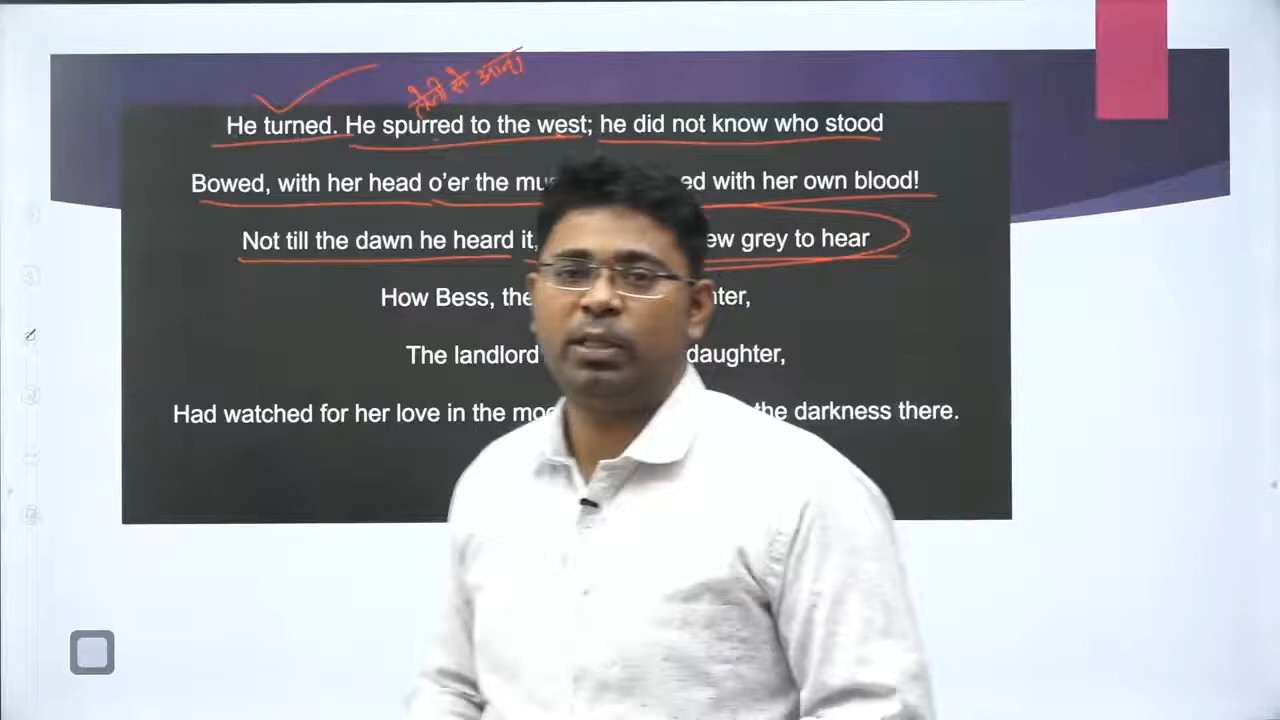 तेजी से आना
He turned. He spurred to the west; he did not know who stood
Bowed, with her head o’er the mus ed with her own blood!
Not till the dawn he heard it, ew grey to hear
How Bess, the hter,
The landlord daughter,
Had watched for her love in the moo the darkness there.